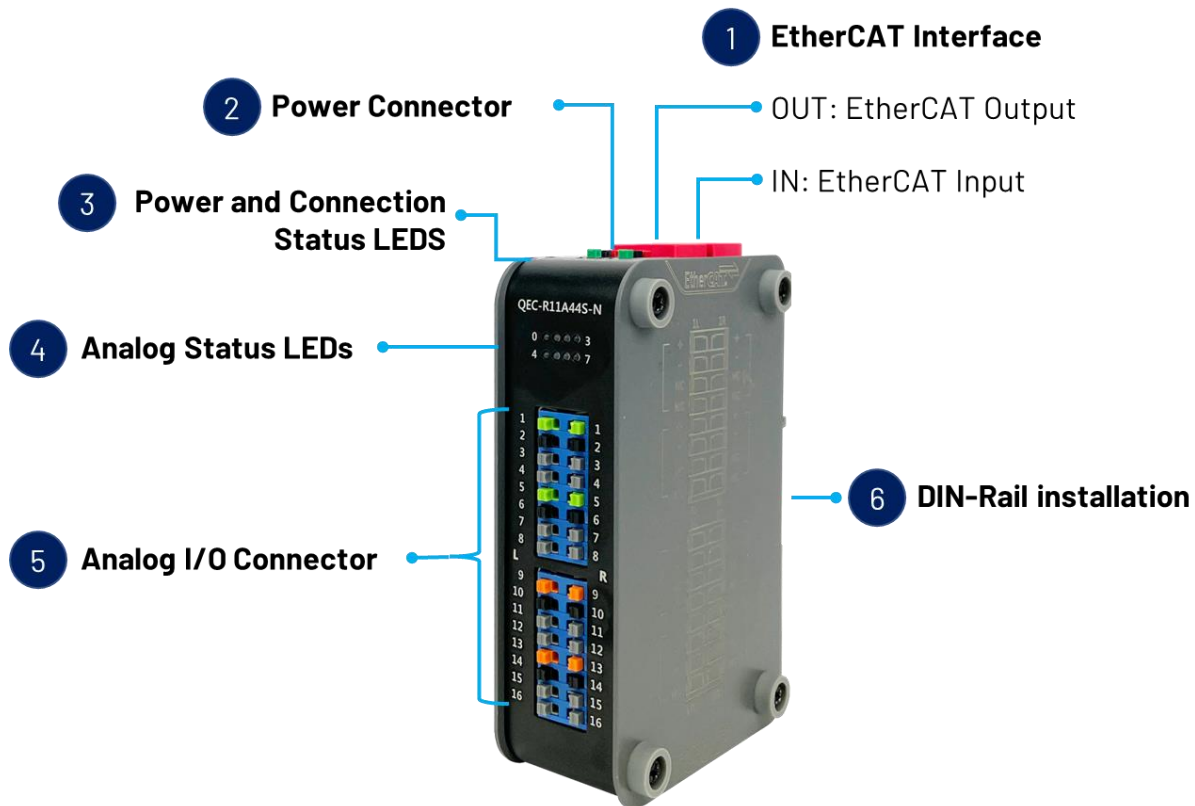 1 EtherCAT Interface
2 Power Connector
OUT: EtherCAT Output
IN: EtherCAT Input
3 Power and Connection
Status LEDS
EtherCAT
QEC-R11A44S-N
0 3
4 7
4 Analog Status LEDs
1 1
2 2
3 3
4 4
5 5
6 6
7 7
8 8
L R
9 9
10 10
11 11
12 12
13 13
14 14
15 15
16 16
5 Analog I/O Connector
6 DIN-Rail installation